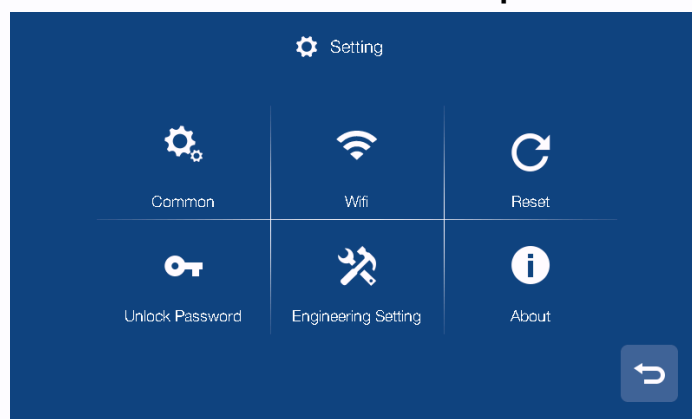 Setting
Common
Wifi
Reset
Unlock Password
Engineering Setting
About